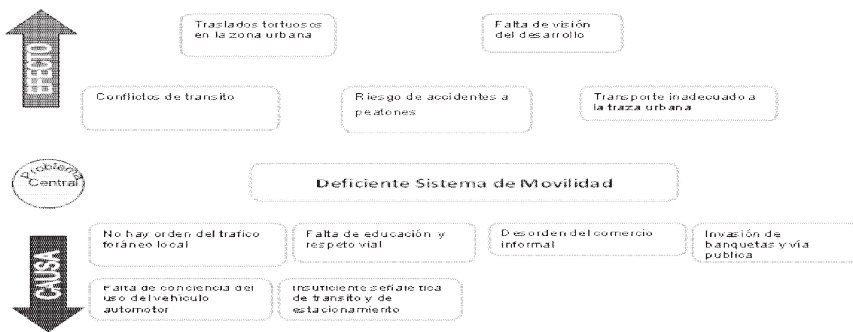 EFECTO
Traslados tortuosos
en la zona urbana
Falta de visión
del desarrollo
Conflictos de transito
Riesgo de accidentes a
peatones
Transporte inadecuado a
la traza urbana
Problema
Central
Deficiente Sistema de Movilidad
CAUSA
No hay orden del trafico
foráneo local
Falta de educación y
respeto vial
Desorden del comercio
informal
Invasión de
banquetas y vía
publica
Falta de conciencia del
uso del vehículo
automotor
Insuficiente señalética
de transito y de
estacionamiento